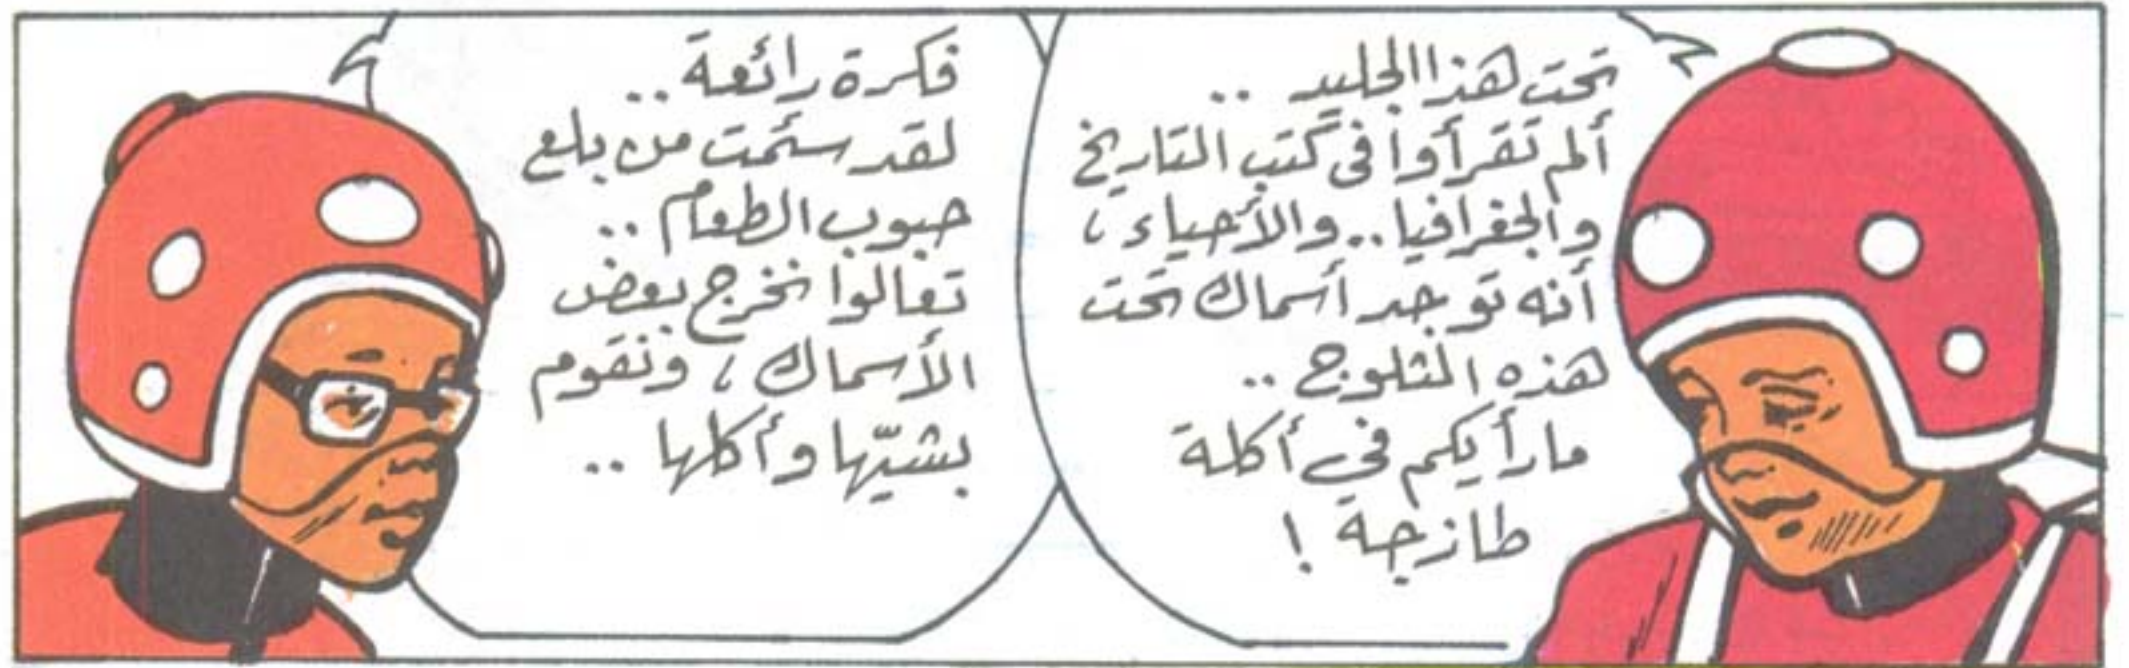 تحت هذا الجليد ..
ألم تقرأوا فى كتب التاريخ
والجغرافيا .. والأحياء ،
أنه توجد أسماك تحت
هذه الثلوج ..
ما رأيكم في أكلة
طازجة !
فكرة رائعة ..
لقد سئمت من بلع
حبوب الطعام ..
تعالوا نخرج بعض
الأسماك ، ونقوم
بشيّها وأكلها ..